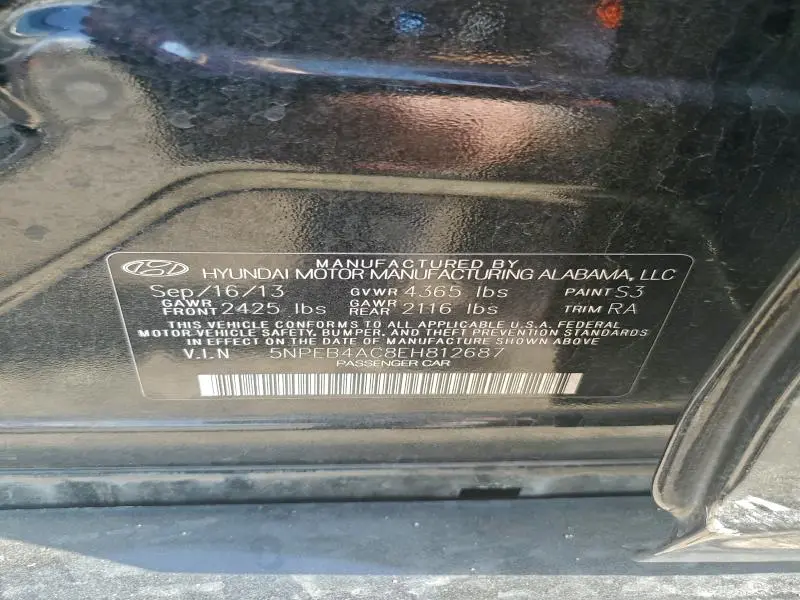 MANUFACTURED BY
HYUNDAI MOTOR MANUFACTURING ALABAMA, LLC
Sep/16/13 GVWR 4365 lbs PAINT S3
GAWR FRONT 2425 lbs GAWR REAR 2116 lbs TRIM RA
THIS VEHICLE CONFORMS TO ALL APPLICABLE U.S.A. FEDERAL
MOTOR VEHICLE SAFETY, BUMPER, AND THEFT PREVENTION STANDARDS
IN EFFECT ON THE DATE OF MANUFACTURE SHOWN ABOVE.
V.I.N 5NPEB4AC8EH812687
PASSENGER CAR